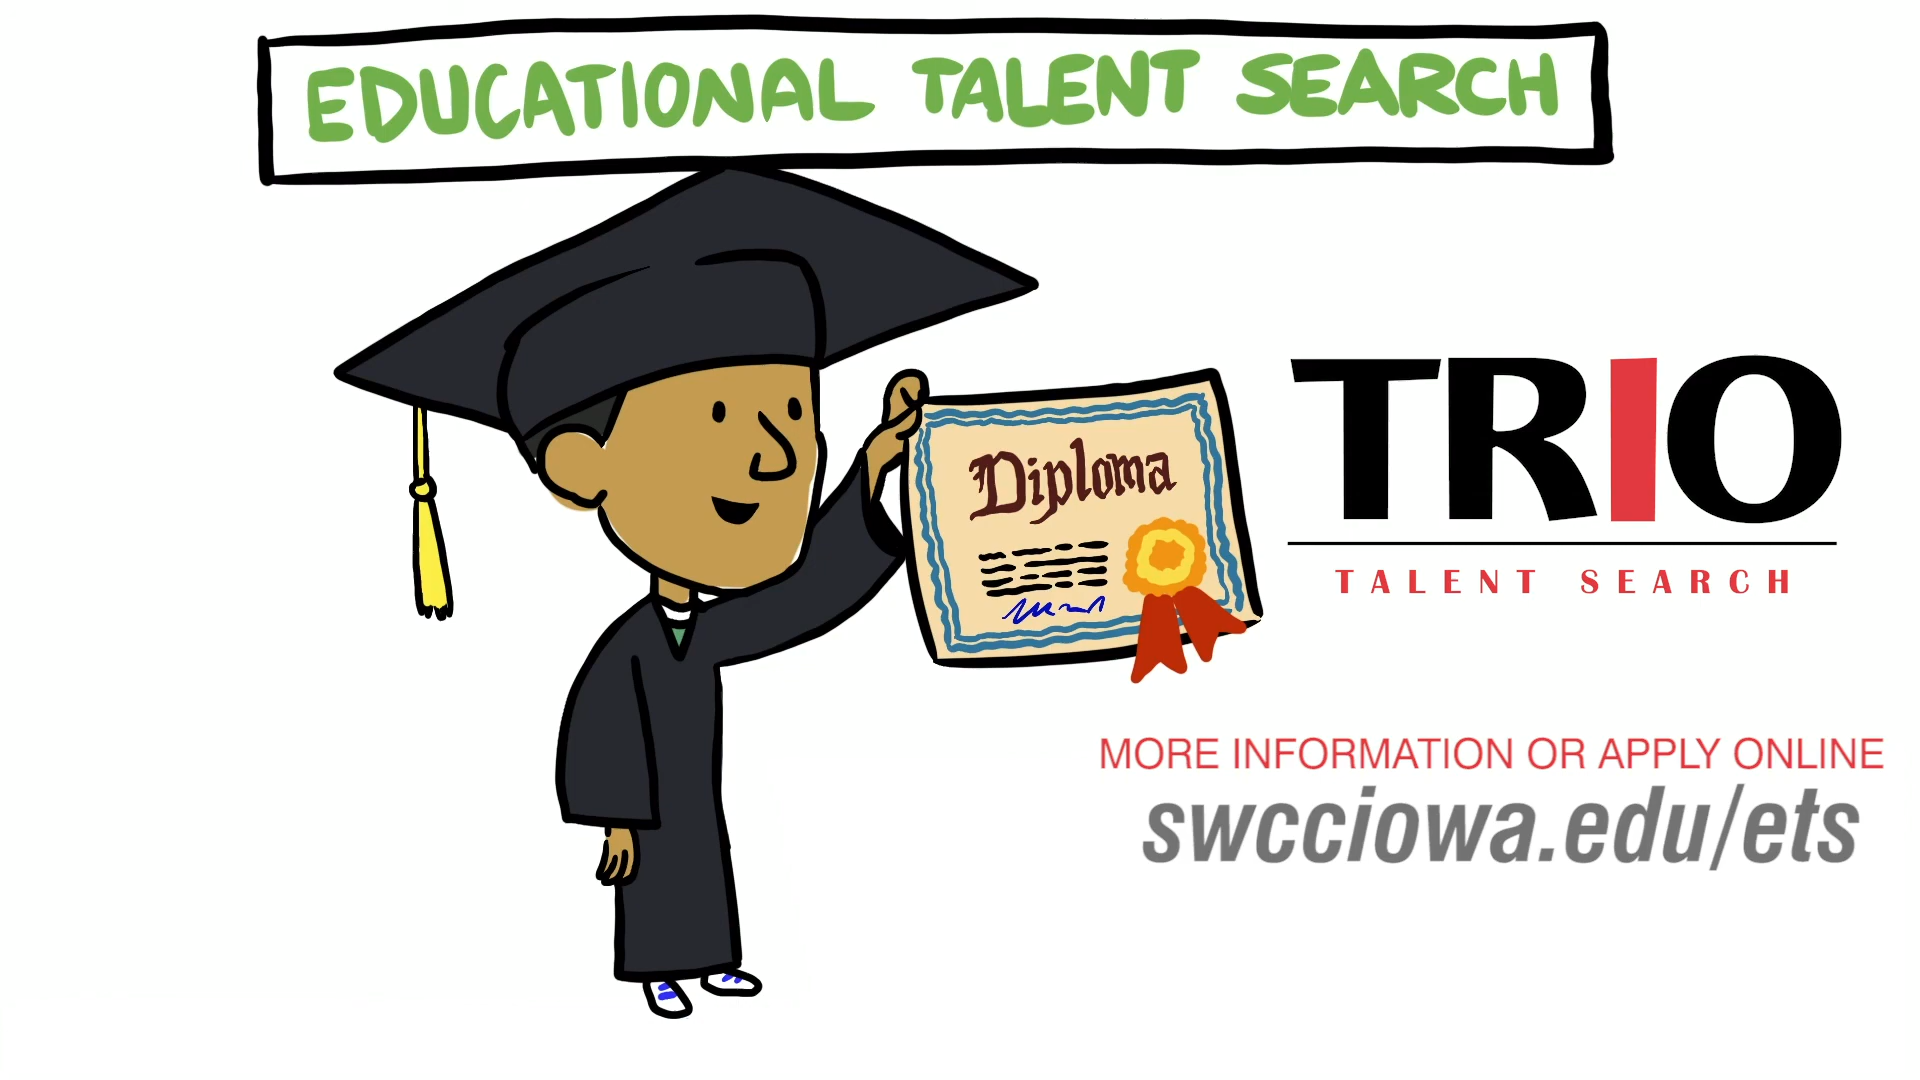 EDUCATIONAL TALENT SEARCH
Diploma
TRIO
TALENT SEARCH
MORE INFORMATION OR APPLY ONLINE
swcciowa.edu/ets